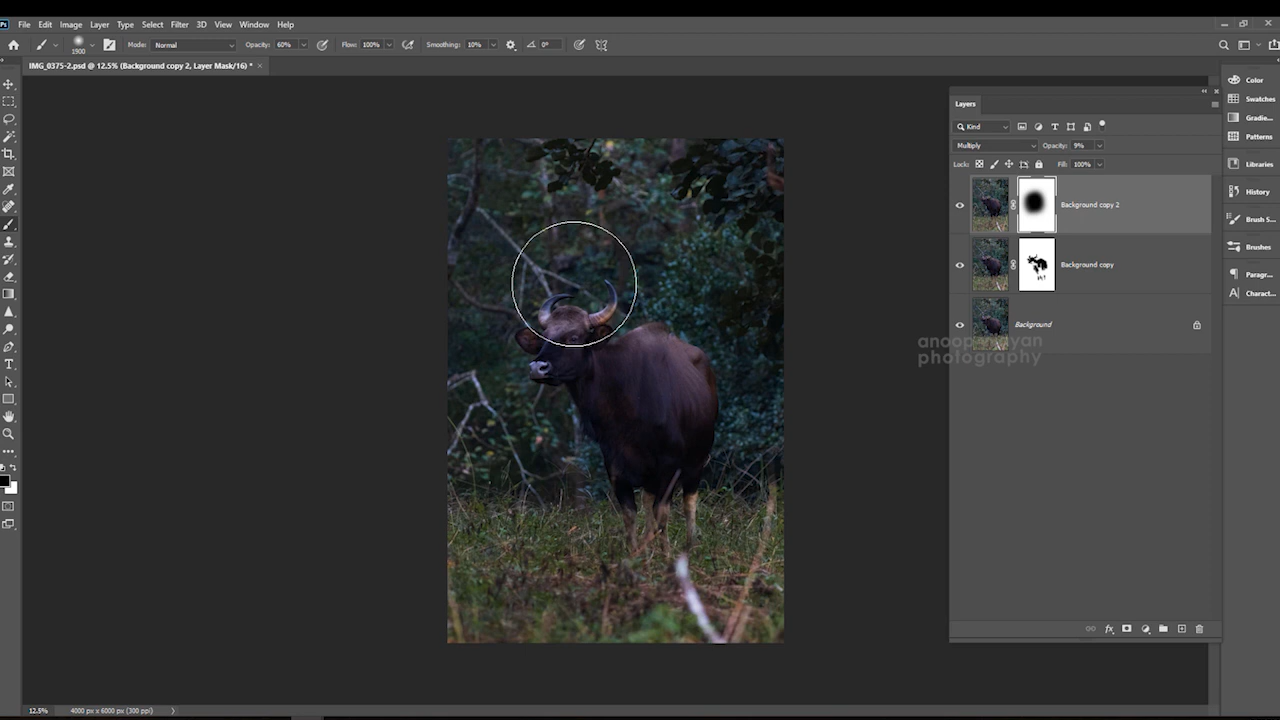 Ps File Edit Image Layer Type Select Filter 3D View Window Help
1900 Mode: Normal Opacity: 60% Flow: 100% Smoothing: 10% 0°
IMG_0375-2.psd @ 12.5% (Background copy 2, Layer Mask/16) * ×
Color
Swatches
Gradie...
Patterns
Libraries
History
Brush S...
Brushes
Paragr...
Charact...
Layers
Kind
Multiply Opacity: 9%
Lock: Fill: 100%
Background copy 2
Background copy
Background
photography
12.5% 4000 px x 6000 px (300 ppi)